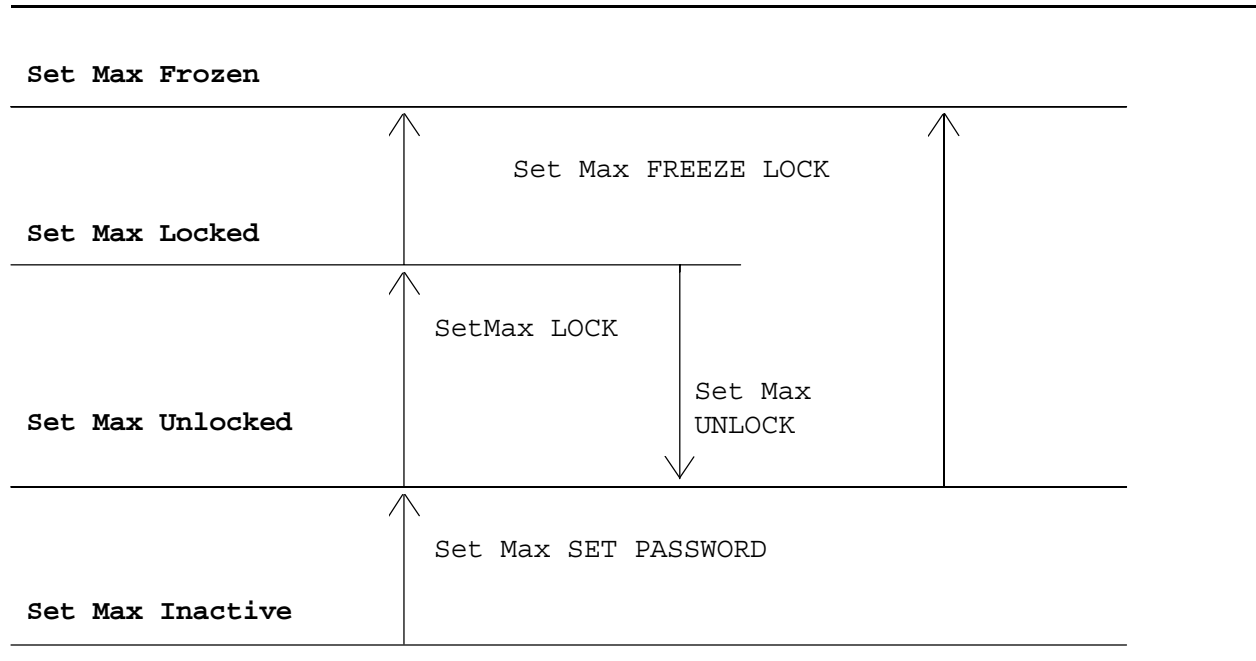 Set Max Frozen
Set Max FREEZE LOCK
Set Max Locked
SetMax LOCK
Set Max
UNLOCK
Set Max Unlocked
Set Max SET PASSWORD
Set Max Inactive